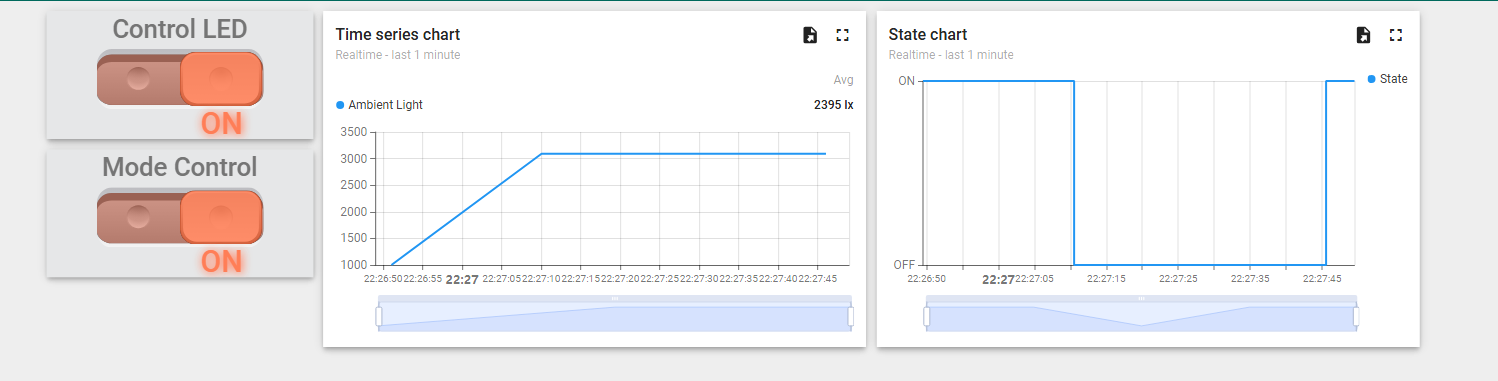 Control LED
ON
Mode Control
ON
Time series chart
Realtime - last 1 minute
Avg
Ambient Light 2395 lx
3500
3000
2500
2000
1500
1000
22:26:50 22:26:55 22:27 22:27:05 22:27:10 22:27:15 22:27:20 22:27:25 22:27:30 22:27:35 22:27:40 22:27:45
State chart
Realtime - last 1 minute
ON
State
OFF
22:26:50 22:27 22:27:05 22:27:15 22:27:25 22:27:35 22:27:45